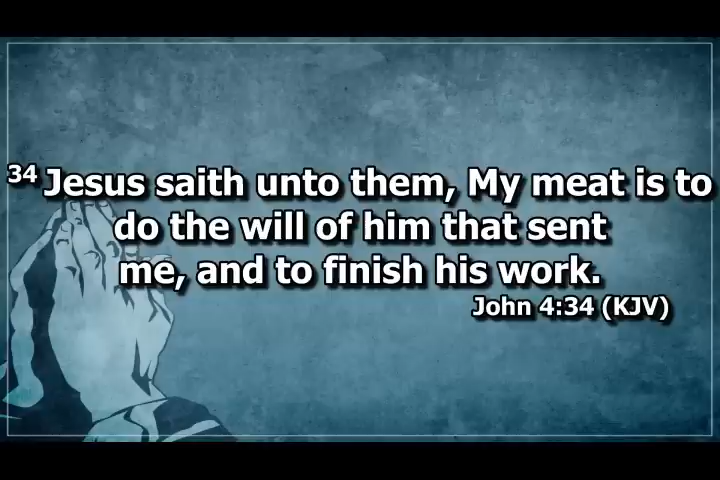 34 Jesus saith unto them, My meat is to
do the will of him that sent
me, and to finish his work.
John 4:34 (KJV)